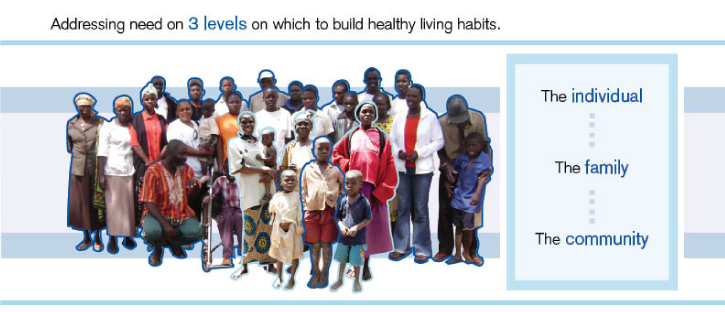 Addressing need on 3 levels on which to build healthy living habits.
The individual
The family
The community